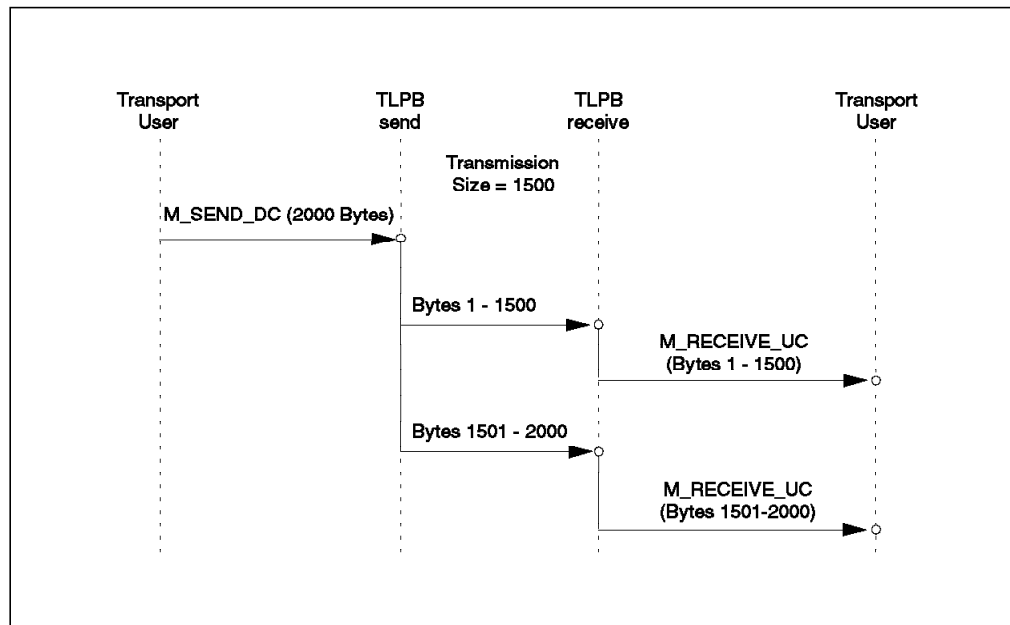 Transport
User
TLPB
send
TLPB
receive
Transport
User
Transmission
Size = 1500
M_SEND_DC (2000 Bytes)
Bytes 1 - 1500
M_RECEIVE_UC
(Bytes 1 - 1500)
Bytes 1501 - 2000
M_RECEIVE_UC
(Bytes 1501-2000)